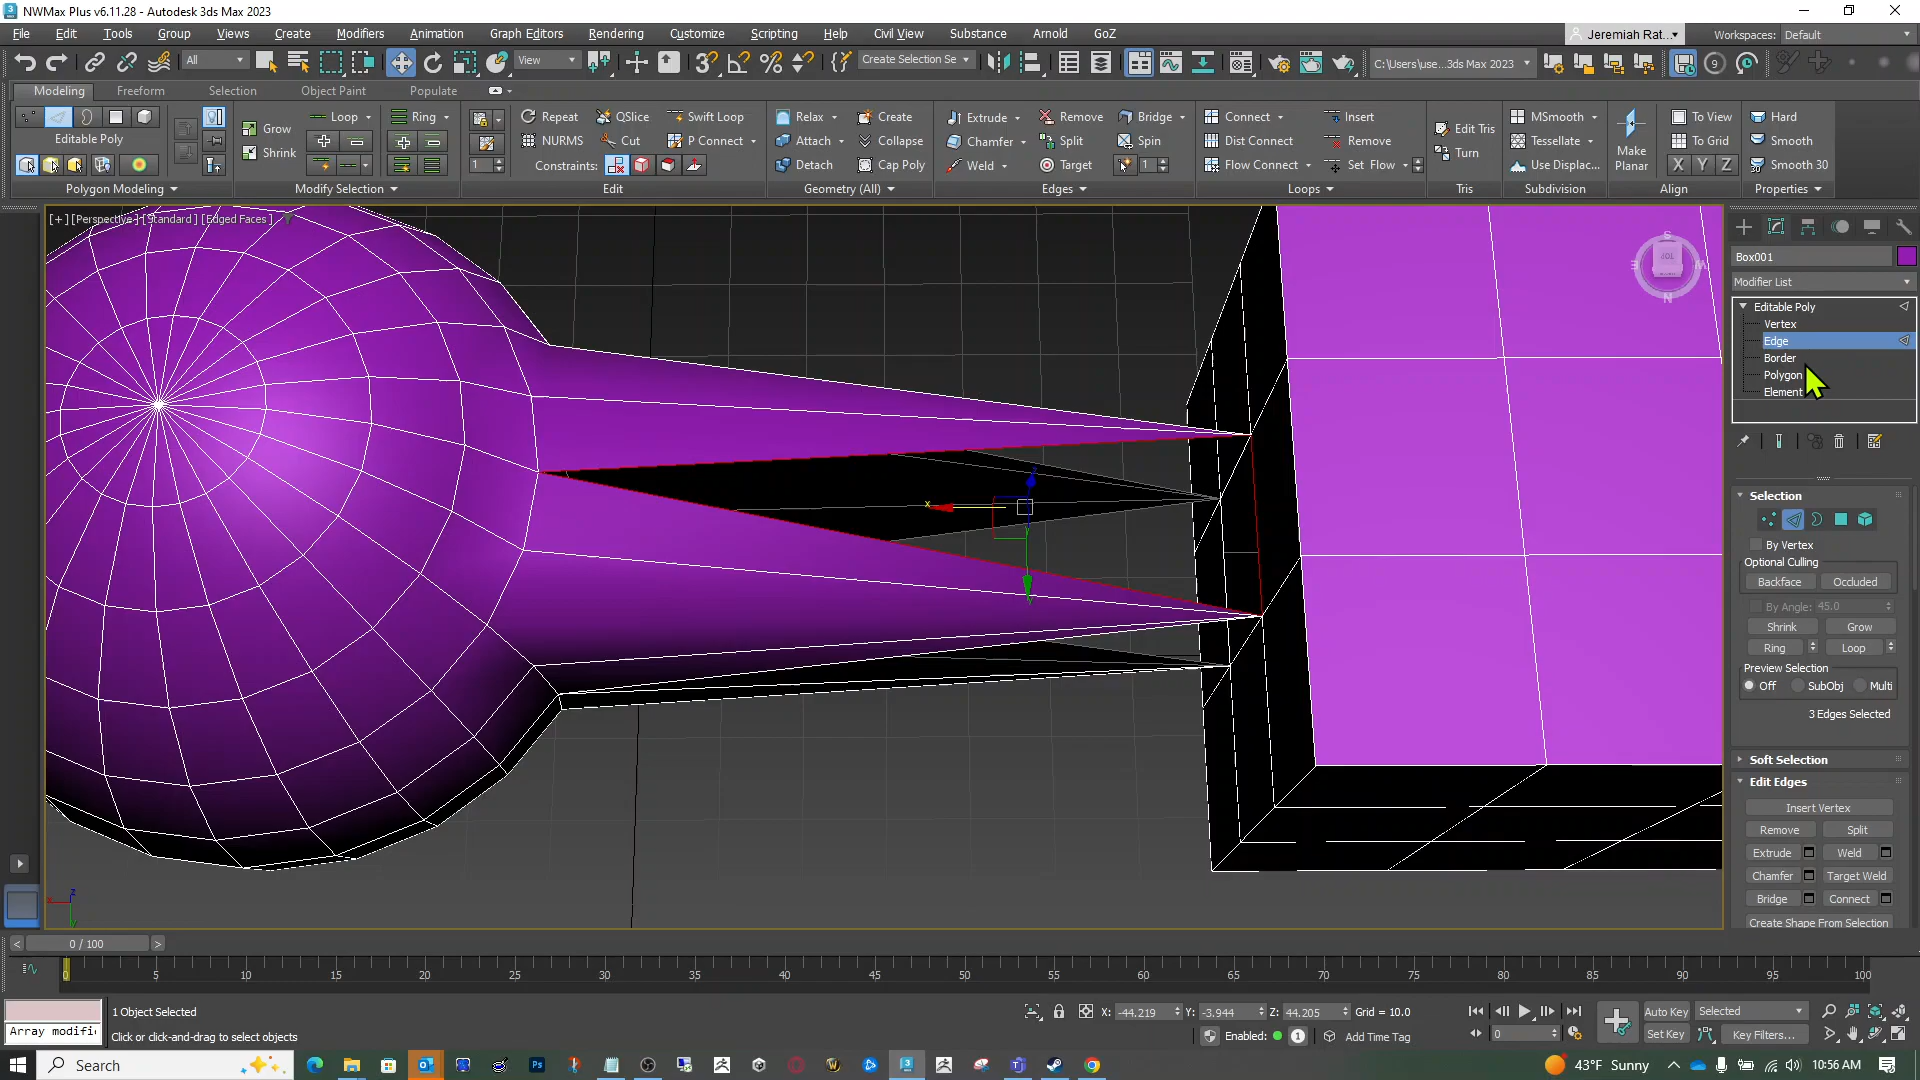 NWMax Plus v6.11.28 - Autodesk 3ds Max 2023
File Edit Tools Group Views Create Modifiers Animation Graph Editors Rendering Customize Scripting Help Civil View Substance Arnold GoZ
Jeremiah Rat... Workspaces: Default
All View Create Selection Se C:\Users\use...3ds Max 2023 9
Modeling Freeform Selection Object Paint Populate
Loop Ring Repeat QSlice Swift Loop Relax Create Extrude Remove Bridge Connect Insert MSmooth To View Hard
Editable Poly Grow NURMS Cut P Connect Attach Collapse Chamfer Split Spin Dist Connect Remove Edit Tris Tessellate Make Planar To Grid Smooth
Shrink 1 Constraints: Detach Cap Poly Weld Target 1 Flow Connect Set Flow Turn Use Displac... X Y Z Smooth 30
Polygon Modeling Modify Selection Edit Geometry (All) Edges Loops Tris Subdivision Align Properties
[+] [Perspective] [Standard] [Edged Faces]
Box001
Modifier List
Editable Poly
Vertex
Edge
Border
Polygon
Element
Selection
By Vertex
Optional Culling
Backface Occluded
By Angle: 45.0
Shrink Grow
Ring Loop
Preview Selection
Off SubObj Multi
3 Edges Selected
Soft Selection
Edit Edges
Insert Vertex
Remove Split
Extrude Weld
Chamfer Target Weld
Bridge Connect
Create Shape From Selection
0 / 100
0 5 10 15 20 25 30 35 40 45 50 55 60 65 70 75 80 85 90 95 100
1 Object Selected X: -44.219 Y: -3.944 Z: 44.205 Grid = 10.0 Auto Key Selected
Array modifi Click or click-and-drag to select objects Enabled: 1 Add Time Tag 0 Set Key Key Filters...
Search 43°F Sunny 10:56 AM